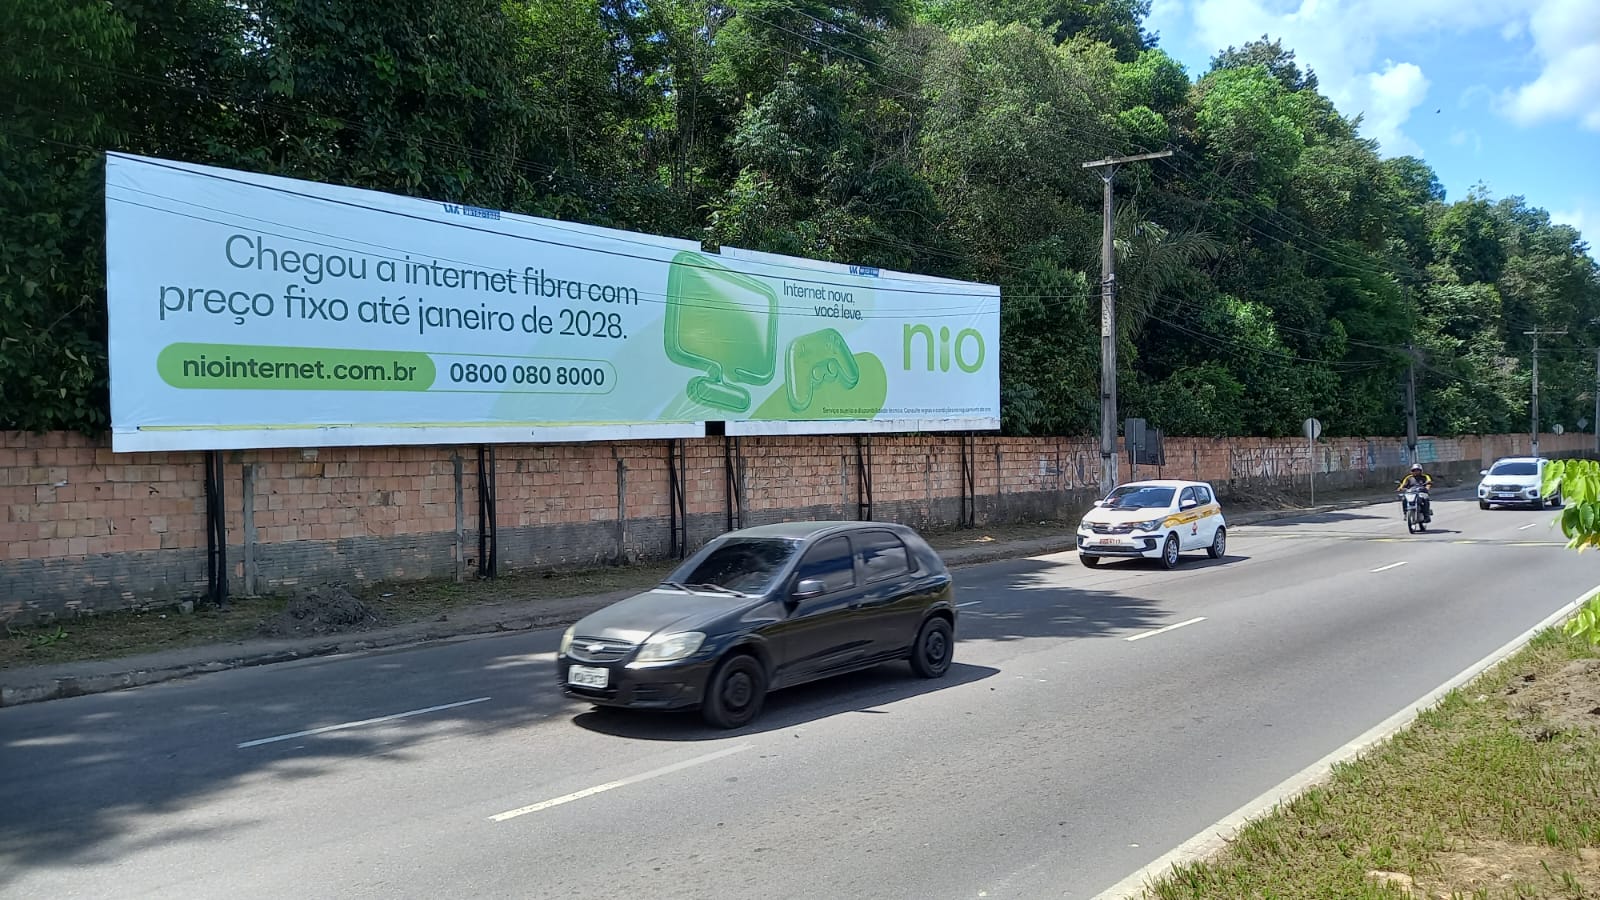 Chegou a internet fibra com
preço fixo até janeiro de 2028.
niointernet.com.br
0800 080 8000
Internet nova,
você leve.
nio